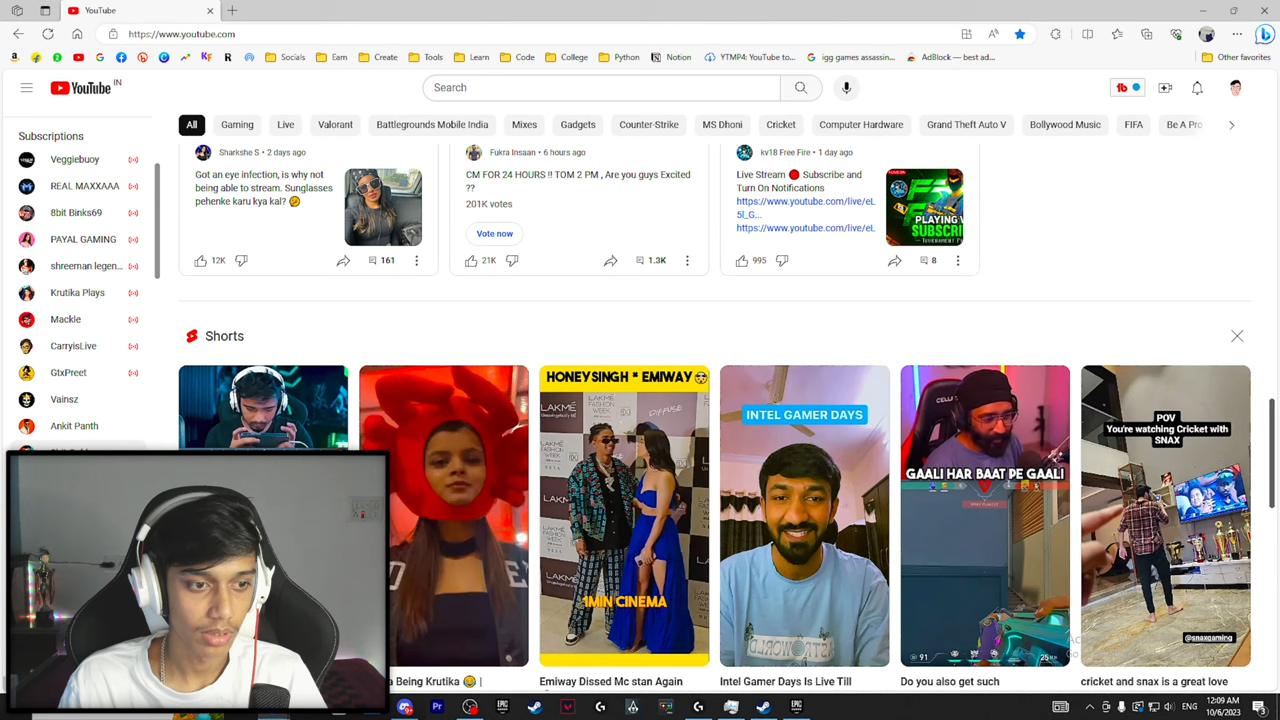 YouTube
https://www.youtube.com
Socials
Earn
Create
Tools
Learn
Code
College
Python
Notion
YTMP4: YouTube to...
igg games assassin...
AdBlock — best ad...
Other favorites
YouTube IN
Search
All
Gaming
Live
Valorant
Battlegrounds Mobile India
Mixes
Gadgets
Counter-Strike
MS Dhoni
Cricket
Computer Hardware
Grand Theft Auto V
Bollywood Music
FIFA
Be A Pro
Subscriptions
Veggiebuoy
REAL MAXXAAA
8bit Binks69
PAYAL GAMING
shreeman legen...
Krutika Plays
Mackle
CarryisLive
GtxPreet
Vainsz
Ankit Panth
Sharkshe S • 2 days ago
Got an eye infection, is why not
being able to stream. Sunglasses
pehenke karu kya kal?
12K
161
Fukra Insaan • 6 hours ago
CM FOR 24 HOURS !! TOM 2 PM , Are you guys Excited
??
201K votes
Vote now
21K
1.3K
kv18 Free Fire • 1 day ago
Live Stream 🔴 Subscribe and
Turn On Notifications
https://www.youtube.com/live/eL
5l_G...
https://www.youtube.com/live/eL
PLAYING
SUBSCRI
995
8
Shorts
HONEYSINGH * EMIWAY
LAKMÉ
FASHION
WEEK
1MIN CINEMA
INTEL GAMER DAYS
GAALI HAR BAAT PE GAALI
91
25
POV
You're watching Cricket with
SNAX
@snaxgaming
Being Krutika 😂 |
Emiway Dissed Mc stan Again
Intel Gamer Days Is Live Till
Do you also get such
cricket and snax is a great love
ENG
12:09 AM
10/6/2023